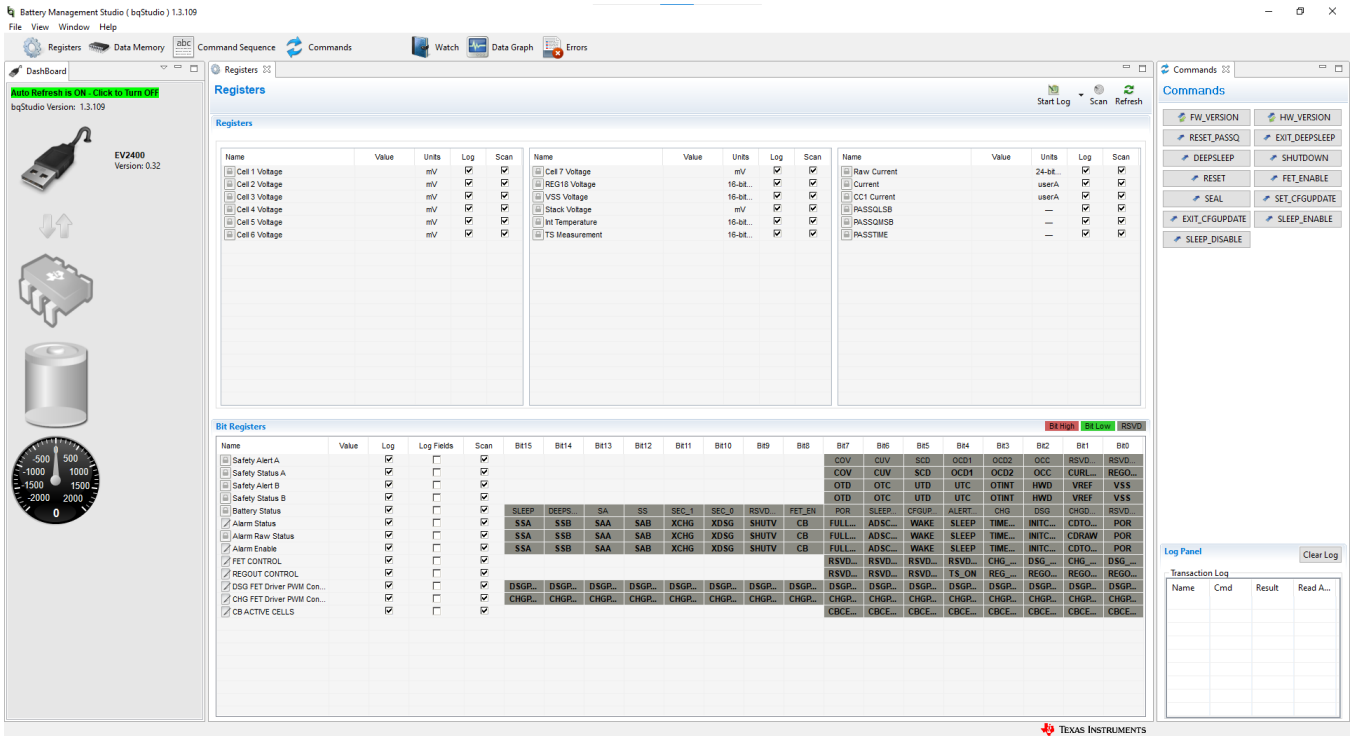 Battery Management Studio ( bqStudio ) 1.3.109
File View Window Help
Registers Data Memory abc Command Sequence Commands Watch Data Graph Errors
DashBoard
Auto Refresh is ON - Click to Turn OFF
bqStudio Version: 1.3.109
EV2400
Version: 0.32
-500 500
-1000 1000
-1500 1500
-2000 2000
0
Registers
Registers
Start Log Scan Refresh
Registers
Name Value Units Log Scan
Cell 1 Voltage mV
Cell 2 Voltage mV
Cell 3 Voltage mV
Cell 4 Voltage mV
Cell 5 Voltage mV
Cell 6 Voltage mV
Name Value Units Log Scan
Cell 7 Voltage mV
REG18 Voltage 16-bit...
VSS Voltage 16-bit...
Stack Voltage mV
Int Temperature 16-bit...
TS Measurement 16-bit...
Name Value Units Log Scan
Raw Current 24-bit...
Current userA
CC1 Current userA
PASSQLSB —
PASSQMSB —
PASSTIME —
Bit Registers Bit High Bit Low RSVD
Name Value Log Log Fields Scan Bit15 Bit14 Bit13 Bit12 Bit11 Bit10 Bit9 Bit8 Bit7 Bit6 Bit5 Bit4 Bit3 Bit2 Bit1 Bit0
Safety Alert A COV CUV SCD OCD1 OCD2 OCC RSVD... RSVD...
Safety Status A COV CUV SCD OCD1 OCD2 OCC CURL... REGO...
Safety Alert B OTD OTC UTD UTC OTINT HWD VREF VSS
Safety Status B OTD OTC UTD UTC OTINT HWD VREF VSS
Battery Status SLEEP DEEPS... SA SS SEC_1 SEC_0 RSVD... FET_EN POR SLEEP... CFGUP... ALERT... CHG DSG CHGD... RSVD...
Alarm Status SSA SSB SAA SAB XCHG XDSG SHUTV CB FULL... ADSC... WAKE SLEEP TIME... INITC... CDTO... POR
Alarm Raw Status SSA SSB SAA SAB XCHG XDSG SHUTV CB FULL... ADSC... WAKE SLEEP TIME... INITC... CDRAW POR
Alarm Enable SSA SSB SAA SAB XCHG XDSG SHUTV CB FULL... ADSC... WAKE SLEEP TIME... INITC... CDTO... POR
FET CONTROL RSVD... RSVD... RSVD... RSVD... CHG_... DSG_... CHG_... DSG_...
REGOUT CONTROL RSVD... RSVD... RSVD... TS_ON REG_... REGO... REGO... REGO...
DSG FET Driver PWM Con... DSGP... DSGP... DSGP... DSGP... DSGP... DSGP... DSGP... DSGP... DSGP... DSGP... DSGP... DSGP... DSGP... DSGP... DSGP... DSGP...
CHG FET Driver PWM Con... CHGP... CHGP... CHGP... CHGP... CHGP... CHGP... CHGP... CHGP... CHGP... CHGP... CHGP... CHGP... CHGP... CHGP... CHGP... CHGP...
CB ACTIVE CELLS CBCE... CBCE... CBCE... CBCE... CBCE... CBCE... CBCE... CBCE...
Commands
Commands
FW_VERSION HW_VERSION
RESET_PASSQ EXIT_DEEPSLEEP
DEEPSLEEP SHUTDOWN
RESET FET_ENABLE
SEAL SET_CFGUPDATE
EXIT_CFGUPDATE SLEEP_ENABLE
SLEEP_DISABLE
Log Panel Clear Log
Transaction Log
Name Cmd Result Read A...
TEXAS INSTRUMENTS